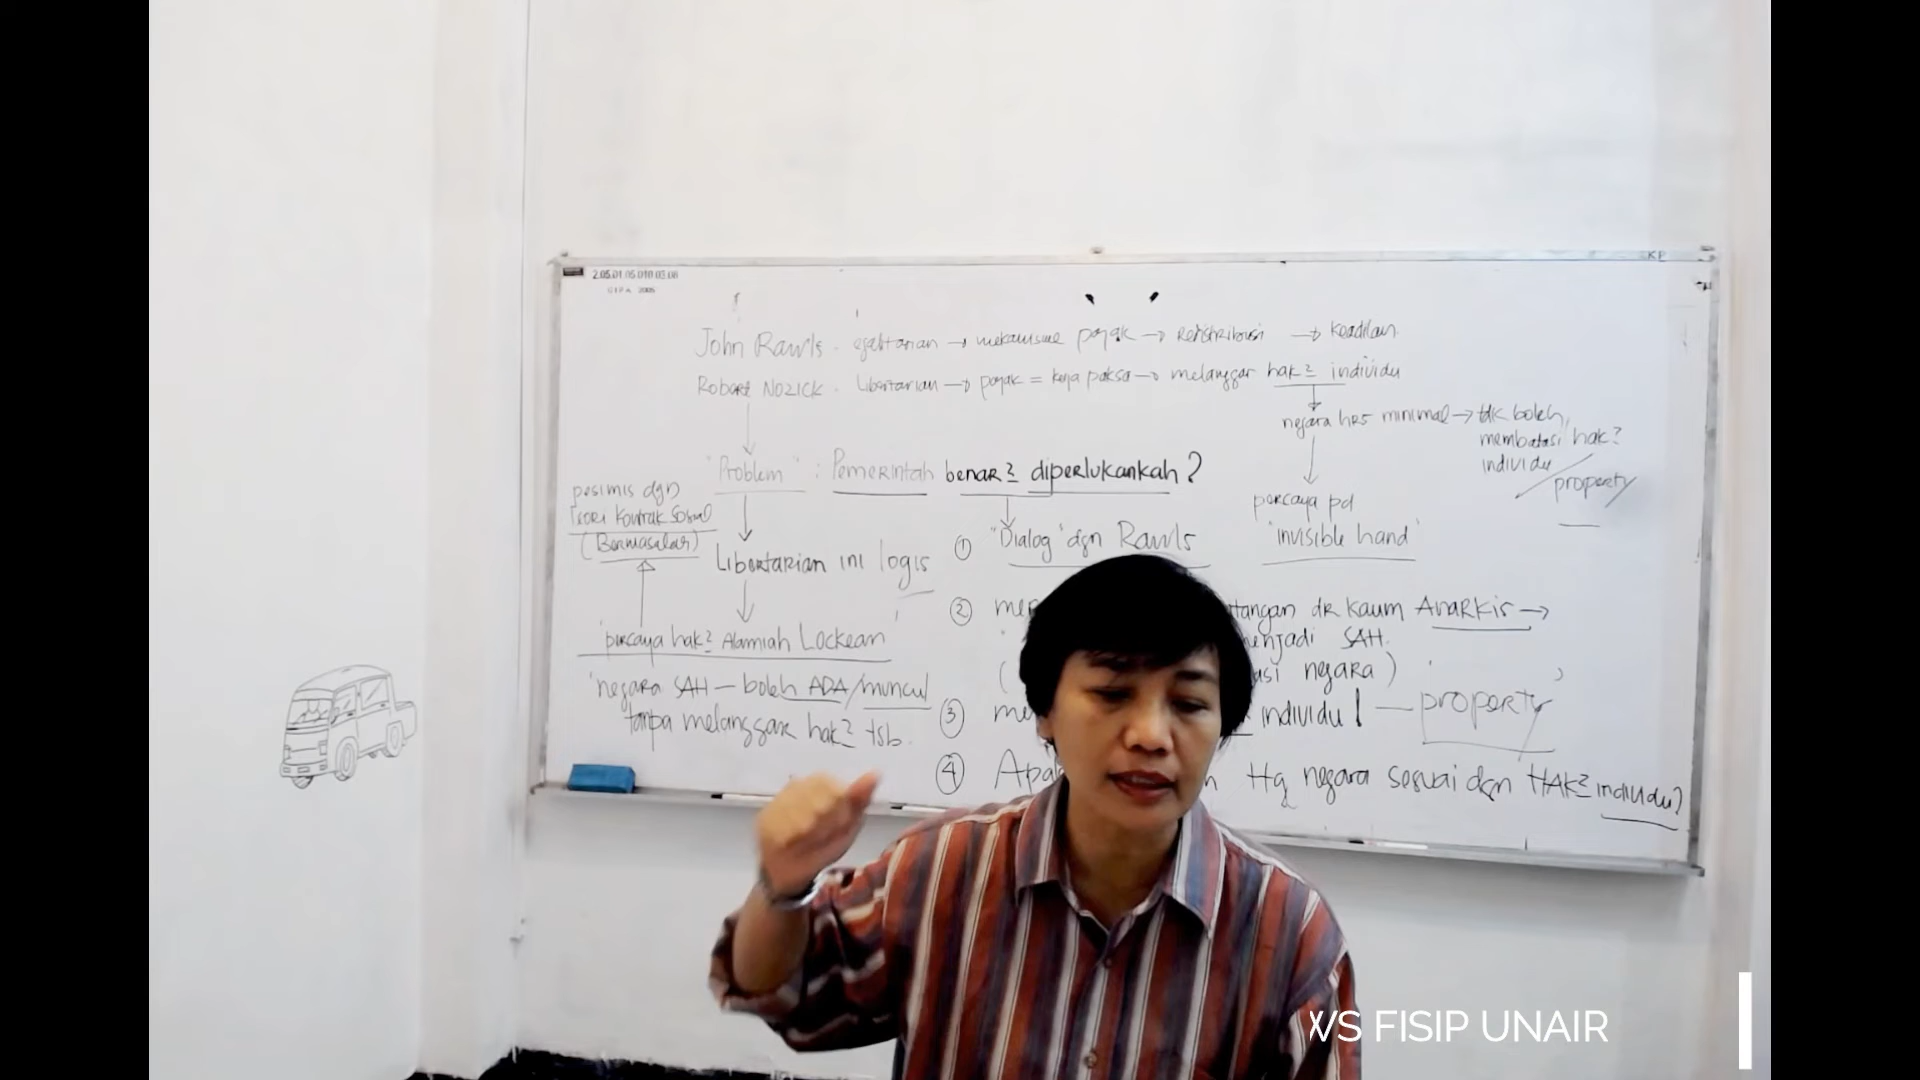 2.05.01.05.010.03.08
KP
John Rawls. egalitarian → mekanisme pajak → Redistribusi → Keadilan.
Robert NOZICK. Libertarian → pajak = kerja paksa → melanggar hak² individu
negara hrs minimal → tdk boleh
membatasi hak²
individu
property
percaya pd
'invisible hand'
"Problem" : Pemerintah benar² diperlukankah?
pesimis dgn
Teori Kontrak Sosial
(Bermasalah)
Libertarian ini logis
'percaya hak² Alamiah Lockean'
'negara SAH - boleh ADA/muncul
tanpa melanggar hak² tsb.
① "Dialog" dgn Rawls
② tangan dr kaum Anarkis →
menjadi SAH.
negara)
③ individu! — 'property'
④ Hg negara sesuai dgn HAK² individu?
WS FISIP UNAIR